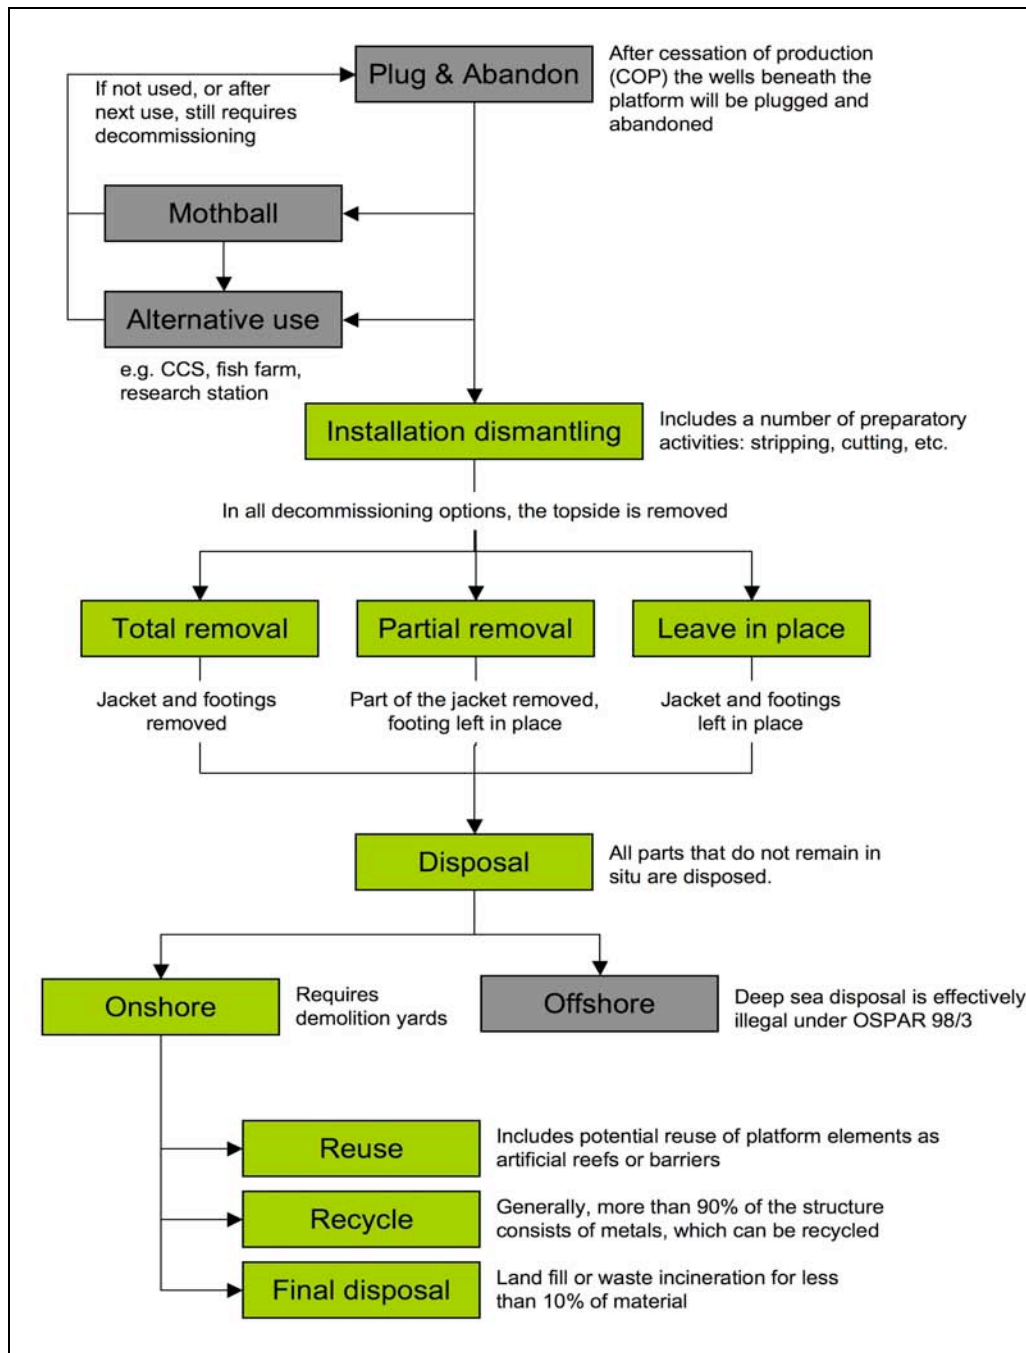 Plug & Abandon
After cessation of production
(COP) the wells beneath the
platform will be plugged and
abandoned
If not used, or after
next use, still requires
decommissioning
Mothball
Alternative use
e.g. CCS, fish farm,
research station
Installation dismantling
Includes a number of preparatory
activities: stripping, cutting, etc.
In all decommissioning options, the topside is removed
Total removal
Partial removal
Leave in place
Jacket and footings
removed
Part of the jacket removed,
footing left in place
Jacket and footings
left in place
Disposal
All parts that do not remain in
situ are disposed.
Onshore
Requires
demolition yards
Offshore
Deep sea disposal is effectively
illegal under OSPAR 98/3
Reuse
Includes potential reuse of platform elements as
artificial reefs or barriers
Recycle
Generally, more than 90% of the structure
consists of metals, which can be recycled
Final disposal
Land fill or waste incineration for less
than 10% of material